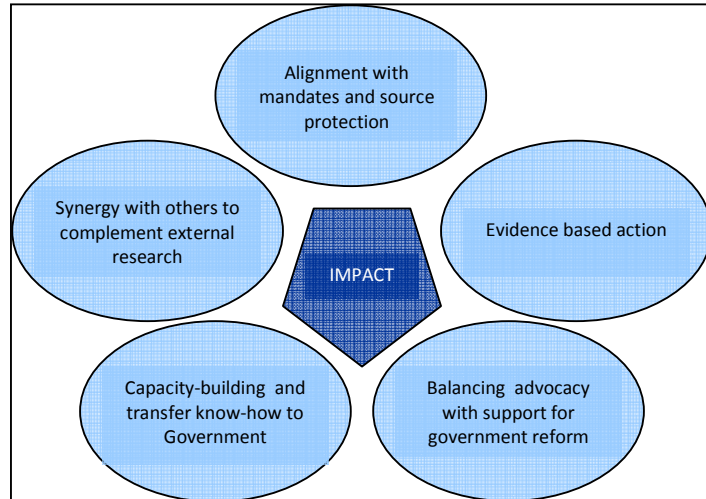 Alignment with
mandates and source
protection
Synergy with others to
complement external
research
Evidence based action
IMPACT
Capacity-building and
transfer know-how to
Government
Balancing advocacy
with support for
government reform